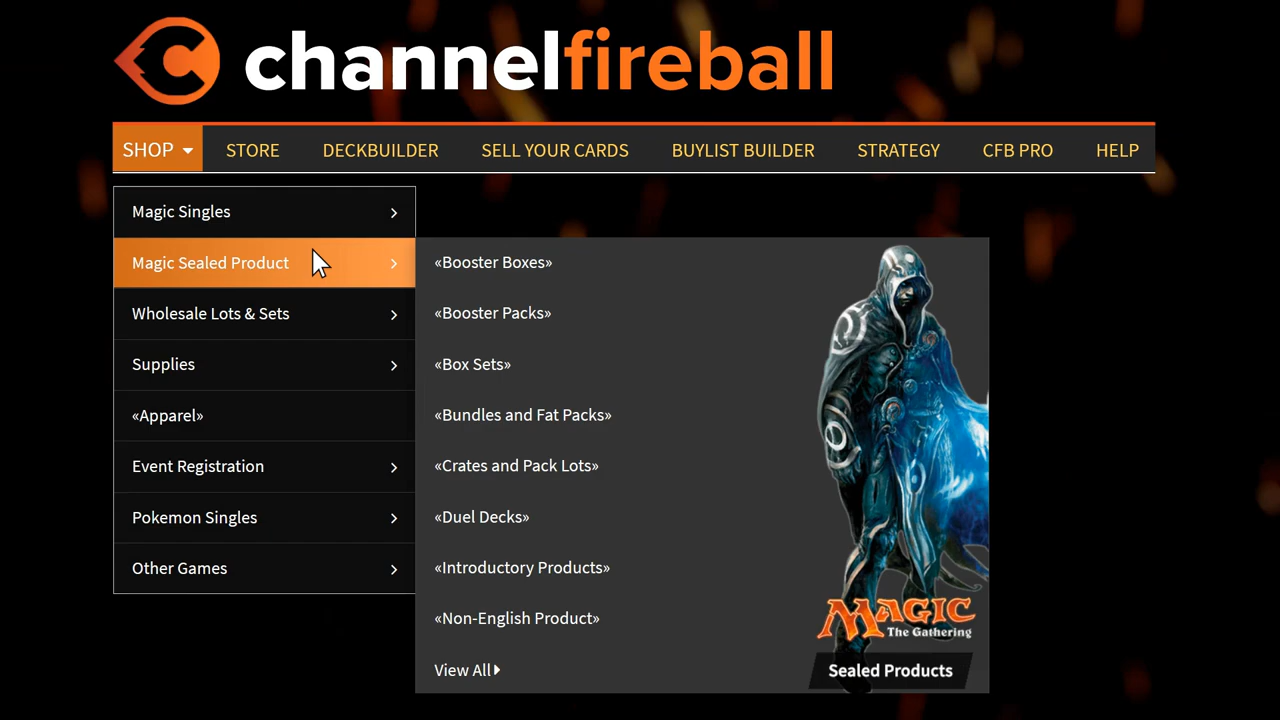 channelfireball
SHOP STORE DECKBUILDER SELL YOUR CARDS BUYLIST BUILDER STRATEGY CFB PRO HELP
Magic Singles
Magic Sealed Product
Wholesale Lots & Sets
Supplies
«Apparel»
Event Registration
Pokemon Singles
Other Games
«Booster Boxes»
«Booster Packs»
«Box Sets»
«Bundles and Fat Packs»
«Crates and Pack Lots»
«Duel Decks»
«Introductory Products»
«Non-English Product»
View All
MAGIC
The Gathering
Sealed Products